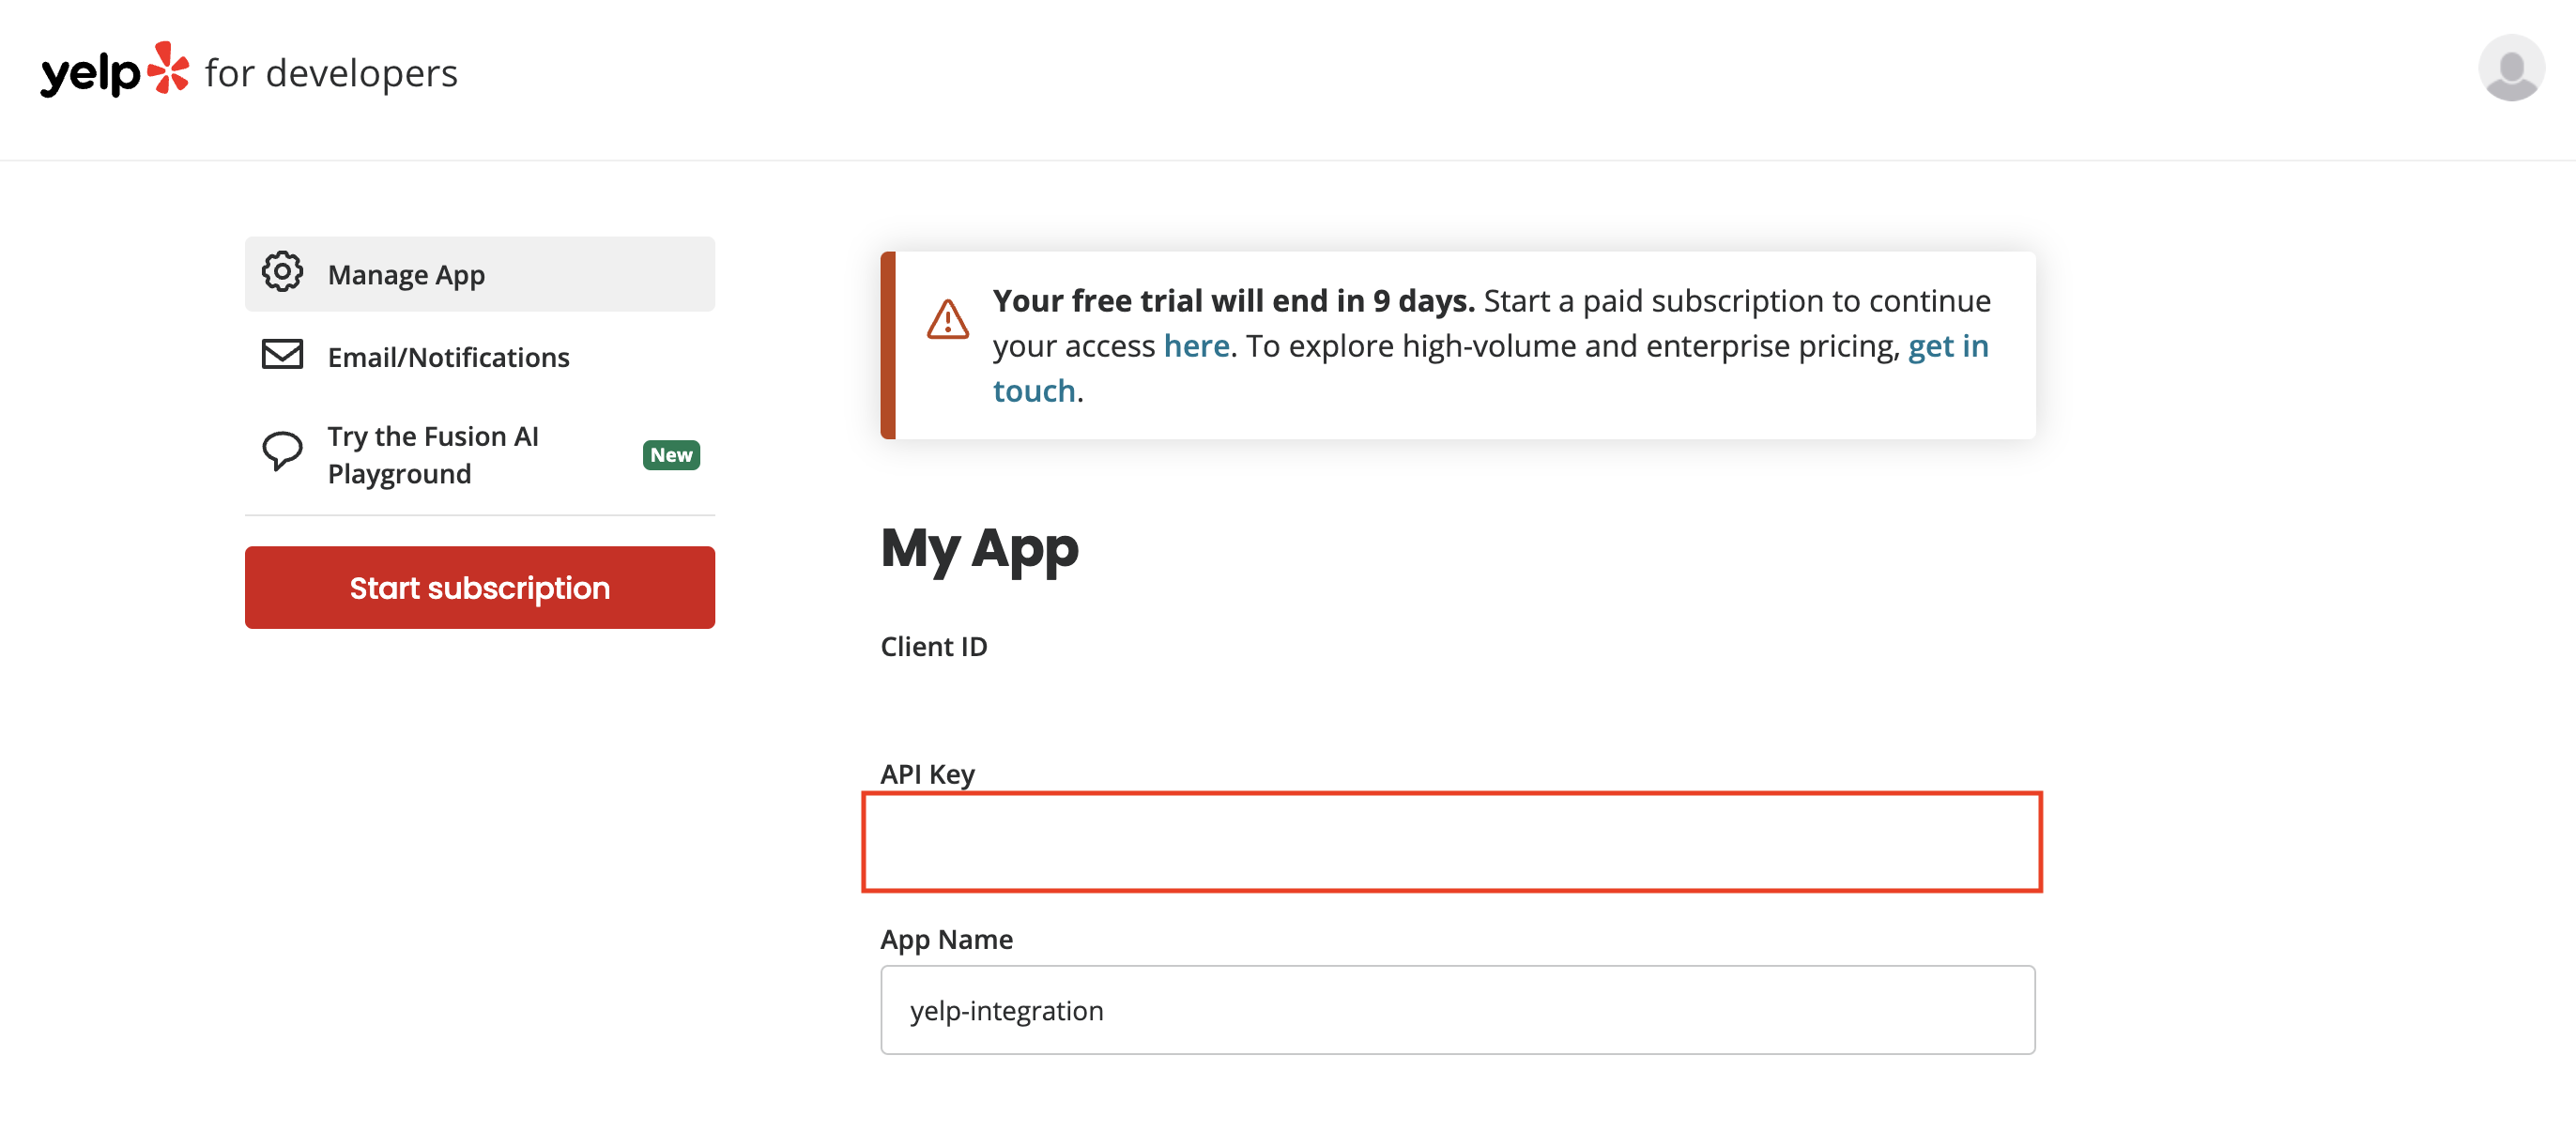 yelp for developers
Manage App
Email/Notifications
Try the Fusion AI
Playground
New
Start subscription
Your free trial will end in 9 days. Start a paid subscription to continue
your access here. To explore high-volume and enterprise pricing, get in
touch.
My App
Client ID
API Key
App Name
yelp-integration